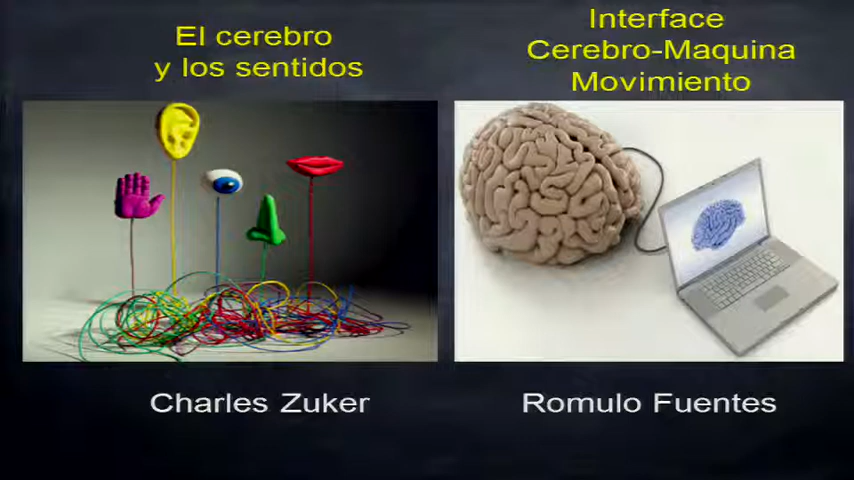 El cerebro
y los sentidos
Interface
Cerebro-Maquina
Movimiento
Charles Zuker
Romulo Fuentes